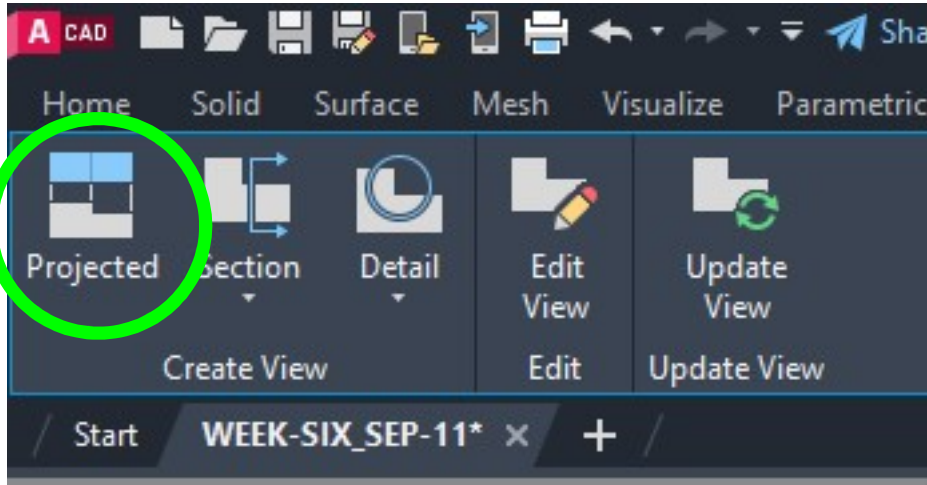 A CAD Sha
Home Solid Surface Mesh Visualize Parametric
Projected Section Detail Edit View Update View
Create View Edit Update View
Start WEEK-SIX_SEP-11* × +